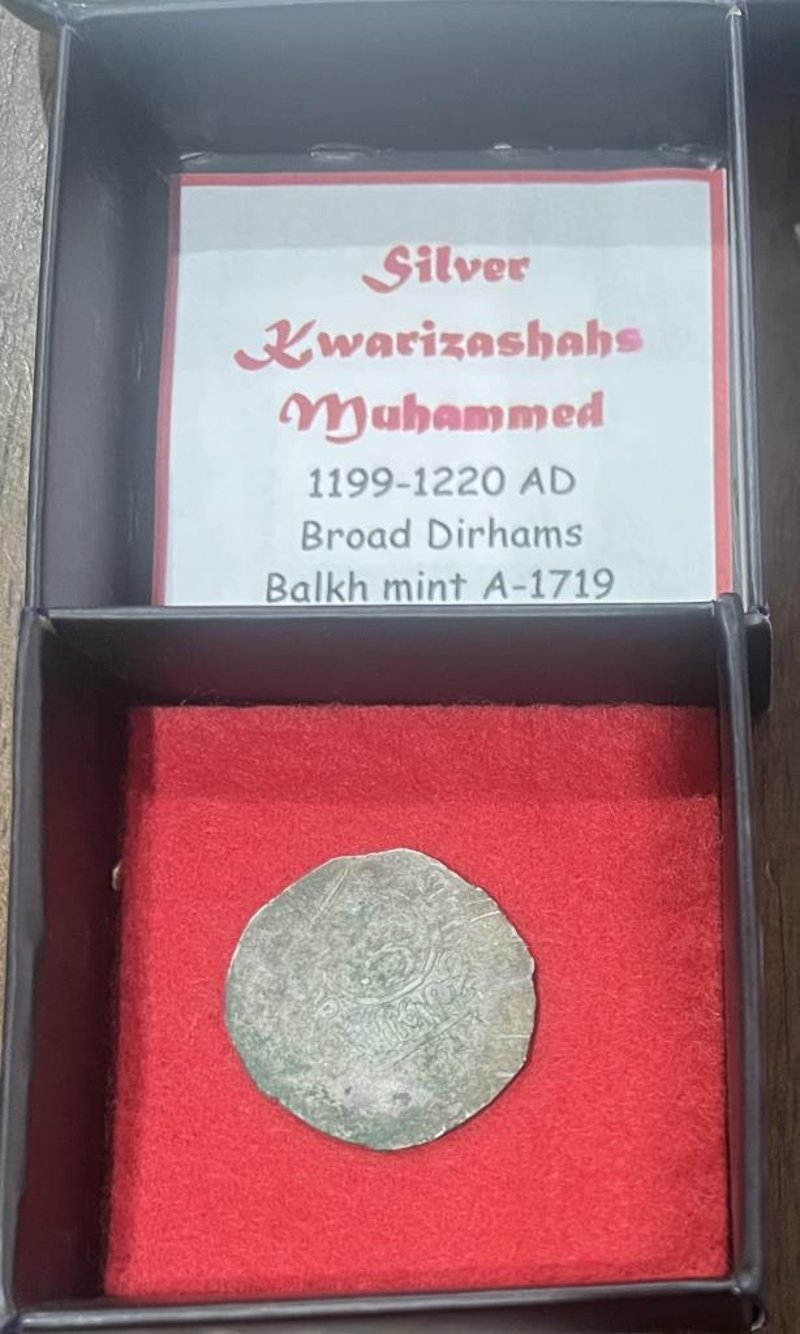 Silver
Kwarizashahs
Muhammed
1199-1220 AD
Broad Dirhams
Balkh mint A-1719